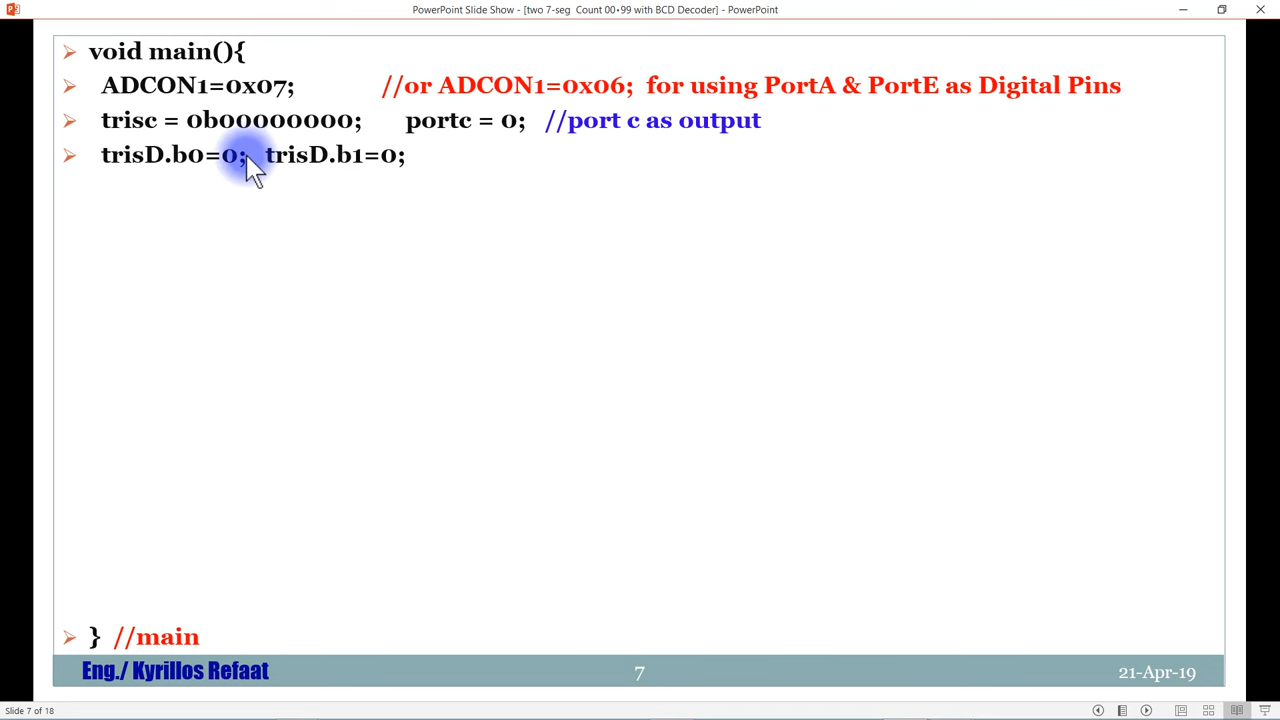 PowerPoint Slide Show - [two 7-seg Count 00•99 with BCD Decoder] - PowerPoint
void main(){
ADCON1=0x07; //or ADCON1=0x06; for using PortA & PortE as Digital Pins
trisc = 0b00000000; portc = 0; //port c as output
trisD.b0=0; trisD.b1=0;
} //main
Eng./ Kyrillos Refaat 7 21-Apr-19
Slide 7 of 18